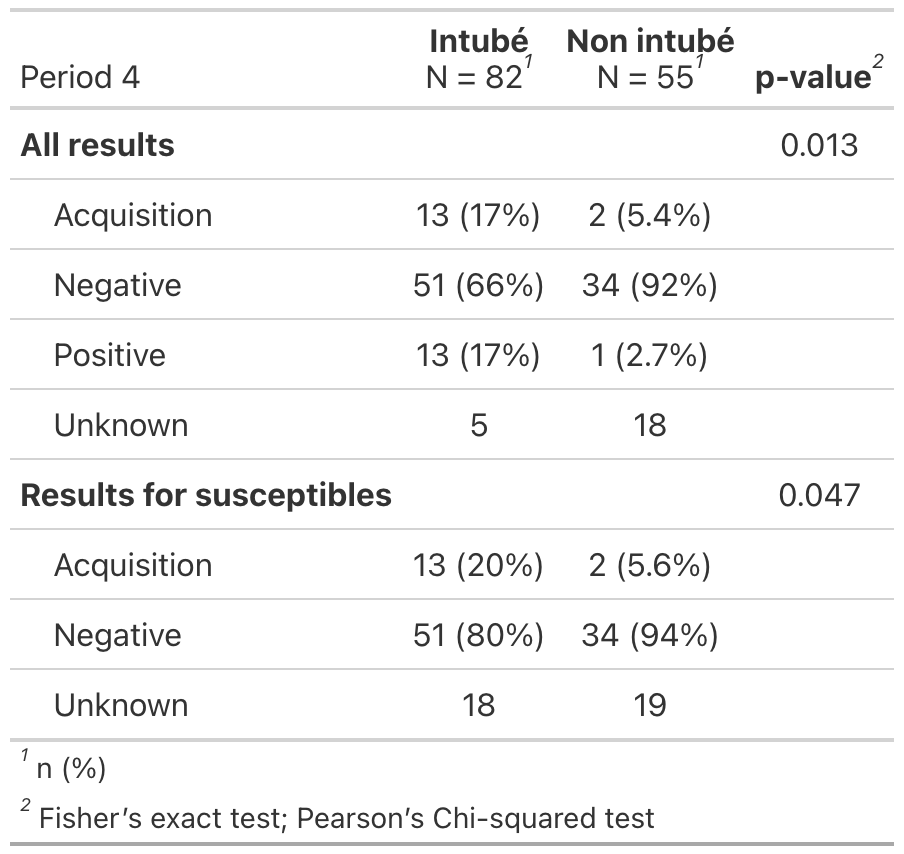 Period 4 Intubé N = 82¹ Non intubé N = 55¹ p-value²
All results 0.013
Acquisition 13 (17%) 2 (5.4%)
Negative 51 (66%) 34 (92%)
Positive 13 (17%) 1 (2.7%)
Unknown 5 18
Results for susceptibles 0.047
Acquisition 13 (20%) 2 (5.6%)
Negative 51 (80%) 34 (94%)
Unknown 18 19
¹ n (%)
² Fisher’s exact test; Pearson’s Chi-squared test